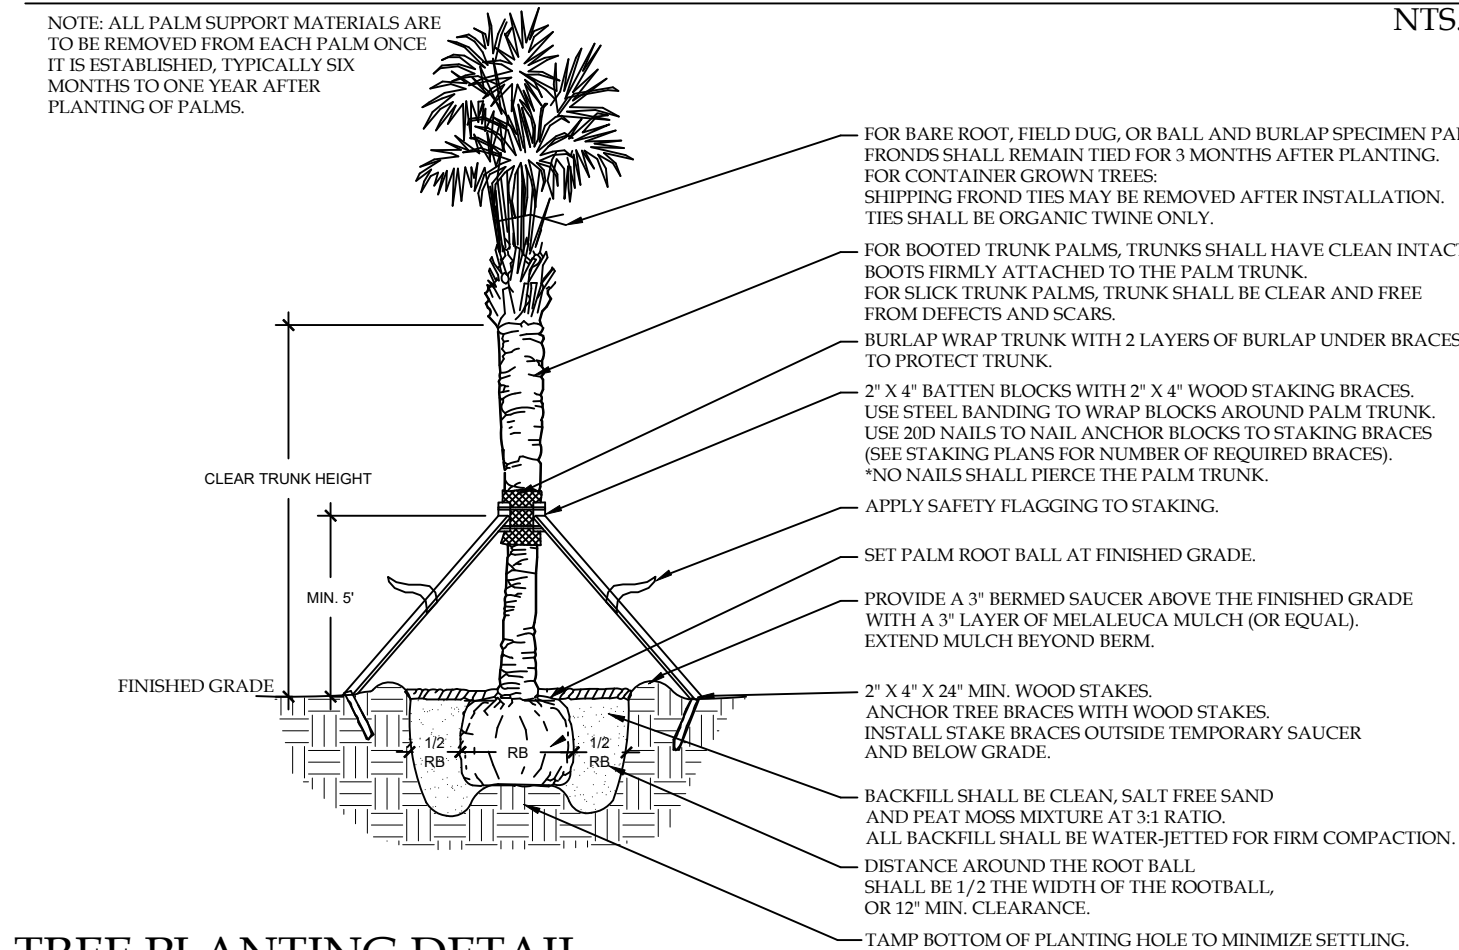 NOTE: ALL PALM SUPPORT MATERIALS ARE
TO BE REMOVED FROM EACH PALM ONCE
IT IS ESTABLISHED, TYPICALLY SIX
MONTHS TO ONE YEAR AFTER
PLANTING OF PALMS.
NTS.
FOR BARE ROOT, FIELD DUG, OR BALL AND BURLAP SPECIMEN
FRONDS SHALL REMAIN TIED FOR 3 MONTHS AFTER PLANTING.
FOR CONTAINER GROWN TREES:
SHIPPING FROND TIES MAY BE REMOVED AFTER INSTALLATION.
TIES SHALL BE ORGANIC TWINE ONLY.
FOR BOOTED TRUNK PALMS, TRUNKS SHALL HAVE CLEAN INTACT
BOOTS FIRMLY ATTACHED TO THE PALM TRUNK.
FOR SLICK TRUNK PALMS, TRUNK SHALL BE CLEAR AND FREE
FROM DEFECTS AND SCARS.
BURLAP WRAP TRUNK WITH 2 LAYERS OF BURLAP UNDER BRACES
TO PROTECT TRUNK.
2" X 4" BATTEN BLOCKS WITH 2" X 4" WOOD STAKING BRACES.
USE STEEL BANDING TO WRAP BLOCKS AROUND PALM TRUNK.
USE 20D NAILS TO NAIL ANCHOR BLOCKS TO STAKING BRACES
(SEE STAKING PLANS FOR NUMBER OF REQUIRED BRACES).
*NO NAILS SHALL PIERCE THE PALM TRUNK.
CLEAR TRUNK HEIGHT
APPLY SAFETY FLAGGING TO STAKING.
SET PALM ROOT BALL AT FINISHED GRADE.
MIN. 5'
PROVIDE A 3" BERMED SAUCER ABOVE THE FINISHED GRADE
WITH A 3" LAYER OF MELALEUCA MULCH (OR EQUAL).
EXTEND MULCH BEYOND BERM.
FINISHED GRADE
2" X 4" X 24" MIN. WOOD STAKES.
ANCHOR TREE BRACES WITH WOOD STAKES.
INSTALL STAKE BRACES OUTSIDE TEMPORARY SAUCER
AND BELOW GRADE.
1/2
RB
RB
1/2
RB
BACKFILL SHALL BE CLEAN, SALT FREE SAND
AND PEAT MOSS MIXTURE AT 3:1 RATIO.
ALL BACKFILL SHALL BE WATER-JETTED FOR FIRM COMPACTION.
DISTANCE AROUND THE ROOT BALL
SHALL BE 1/2 THE WIDTH OF THE ROOTBALL,
OR 12" MIN. CLEARANCE.
TAMP BOTTOM OF PLANTING HOLE TO MINIMIZE SETTLING.
TREE PLANTING DETAIL